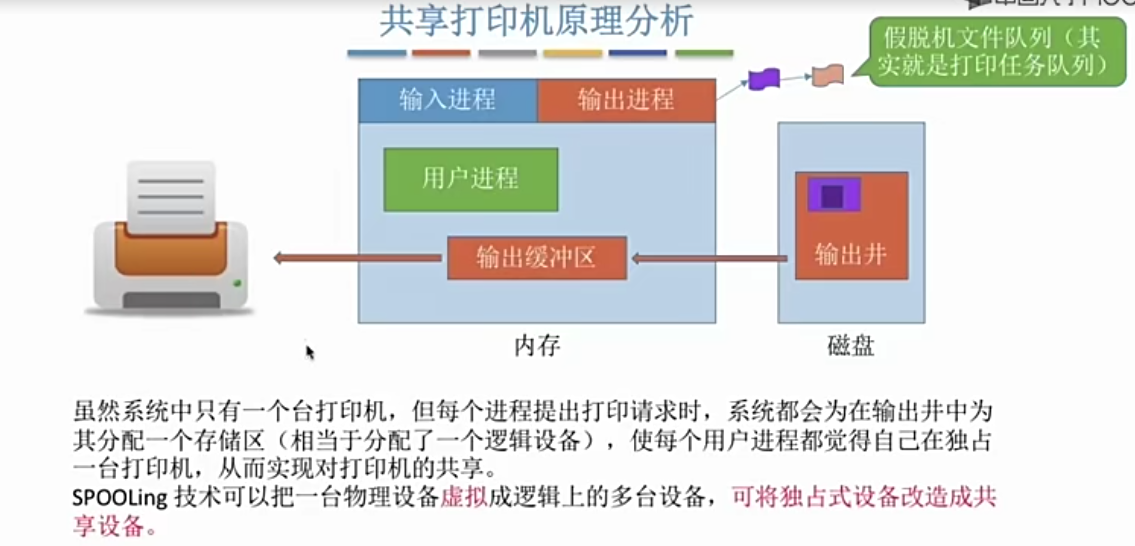 共享打印机原理分析
假脱机文件队列（其
实就是打印任务队列）
输入进程
输出进程
用户进程
输出缓冲区
输出井
内存
磁盘
虽然系统中只有一个台打印机，但每个进程提出打印请求时，系统都会为在输出井中为
其分配一个存储区（相当于分配了一个逻辑设备），使每个用户进程都觉得自己在独占
一台打印机，从而实现对打印机的共享。
SPOOLing 技术可以把一台物理设备虚拟成逻辑上的多台设备，可将独占式设备改造成共
享设备。